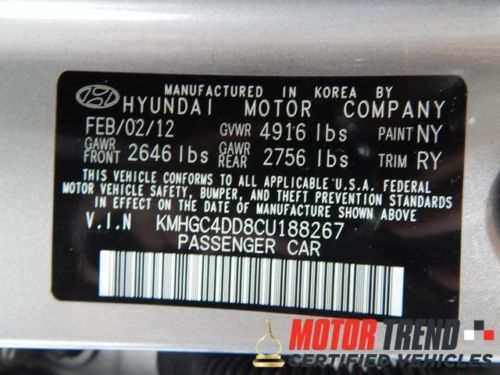 MANUFACTURED IN KOREA BY
HYUNDAI MOTOR COMPANY
FEB/02/12 GVWR 4916 lbs PAINT NY
GAWR FRONT 2646 lbs GAWR REAR 2756 lbs TRIM RY
THIS VEHICLE CONFORMS TO ALL APPLICABLE U.S.A. FEDERAL
MOTOR VEHICLE SAFETY, BUMPER, AND THEFT PREVENTION STANDARDS
IN EFFECT ON THE DATE OF MANUFACTURE SHOWN ABOVE.
V.I.N KMHGC4DD8CU188267
PASSENGER CAR
MOTOR TREND
CERTIFIED VEHICLES